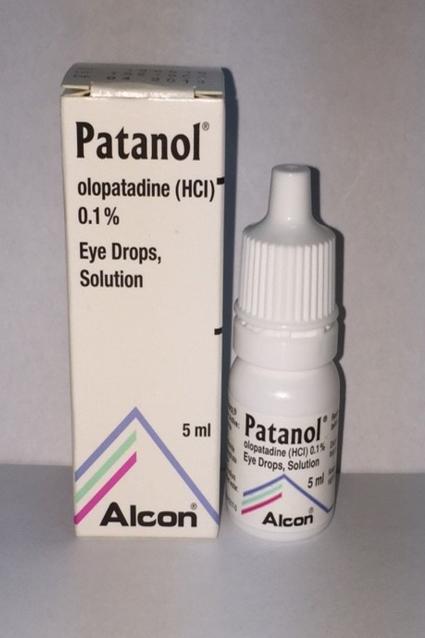 Patanol®
olopatadine (HCl)
0.1%
Eye Drops,
Solution
5 ml
Alcon®
Patanol®
olopatadine (HCl) 0.1%
Eye Drops, Solution
5 ml
Alcon®